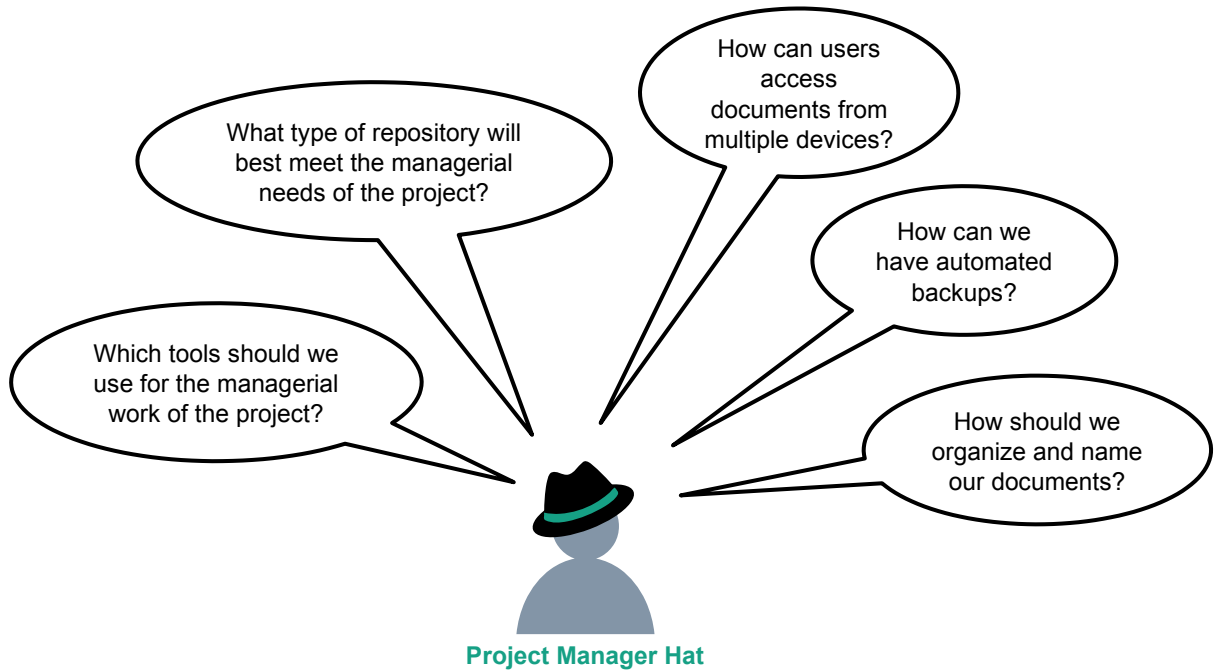 How can users
access
documents from
multiple devices?
What type of repository will
best meet the managerial
needs of the project?
How can we
have automated
backups?
Which tools should we
use for the managerial
work of the project?
How should we
organize and name
our documents?
Project Manager Hat